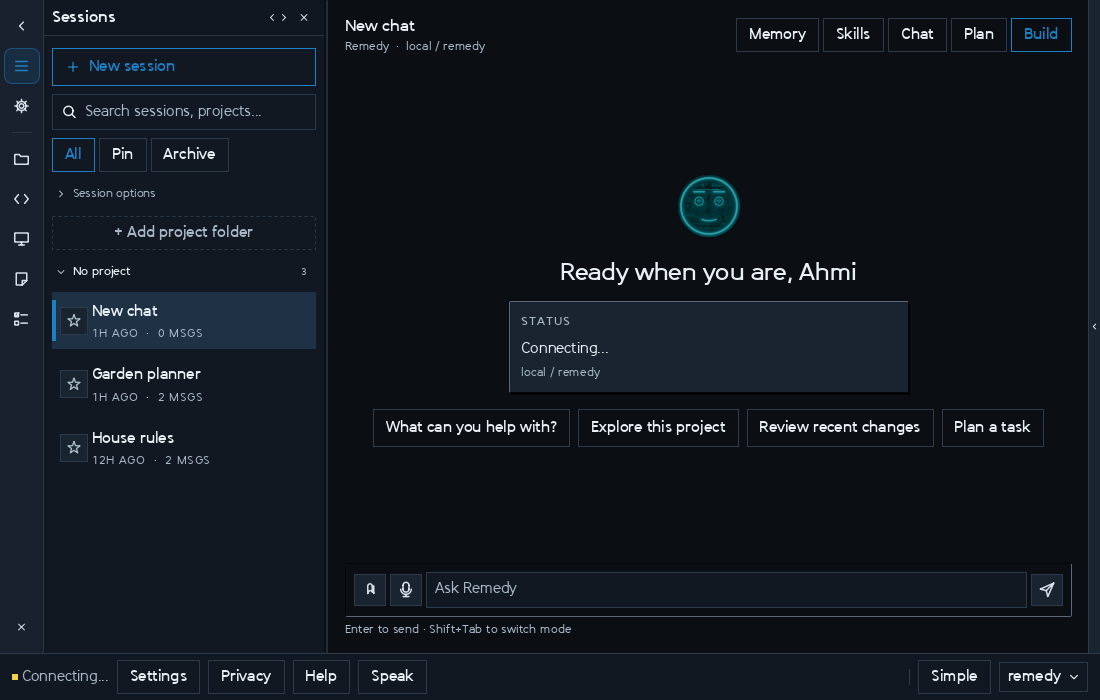 Sessions
New session
Search sessions, projects...
All
Pin
Archive
Session options
+ Add project folder
No project
3
New chat
1H AGO · 0 MSGS
Garden planner
1H AGO · 2 MSGS
House rules
12H AGO · 2 MSGS
New chat
Remedy · local / remedy
Memory
Skills
Chat
Plan
Build
Ready when you are, Ahmi
STATUS
Connecting...
local / remedy
What can you help with?
Explore this project
Review recent changes
Plan a task
Ask Remedy
Enter to send · Shift+Tab to switch mode
Connecting...
Settings
Privacy
Help
Speak
Simple
remedy